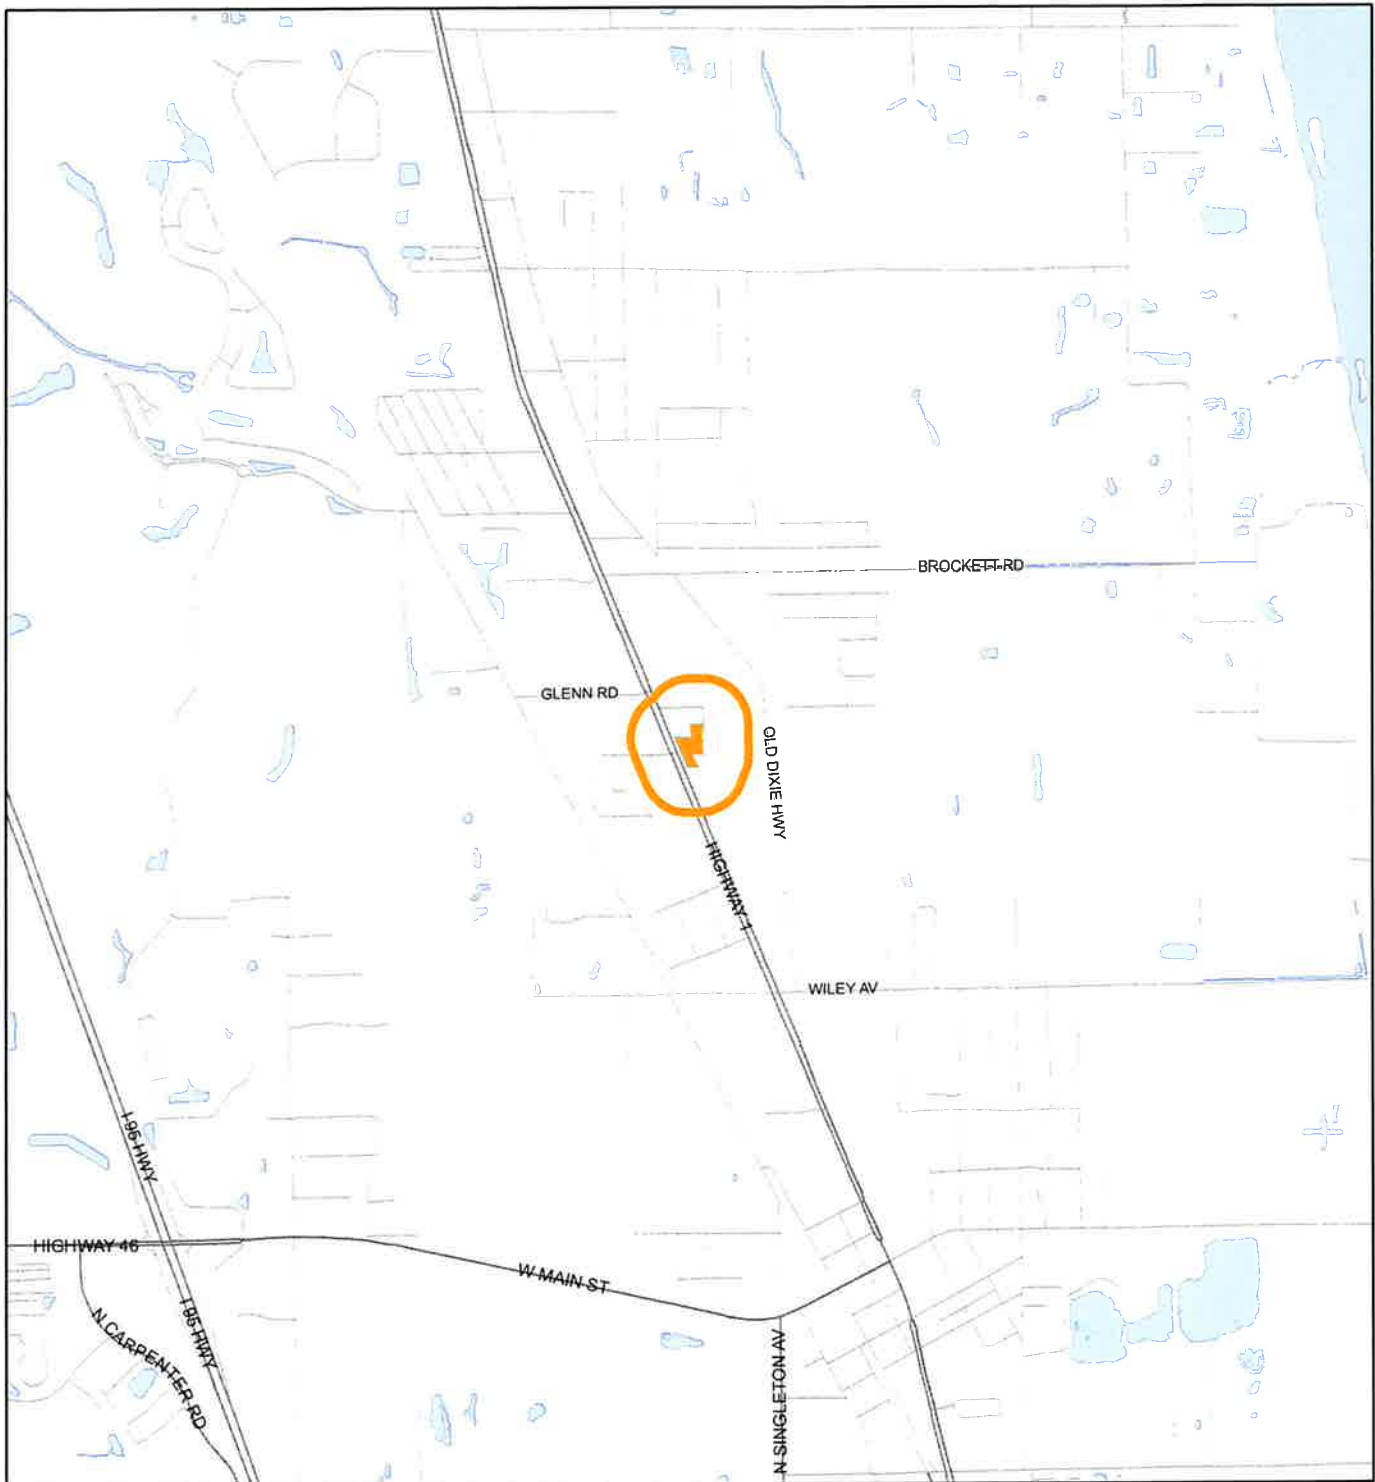 BROCKETT RD
GLENN RD
OLD DIXIE HWY
HIGHWAY 1
WILEY AV
I-95 HWY
HIGHWAY 46
W MAIN ST
I-95 HWY
N CARPENTER RD
N SINGLETON AV